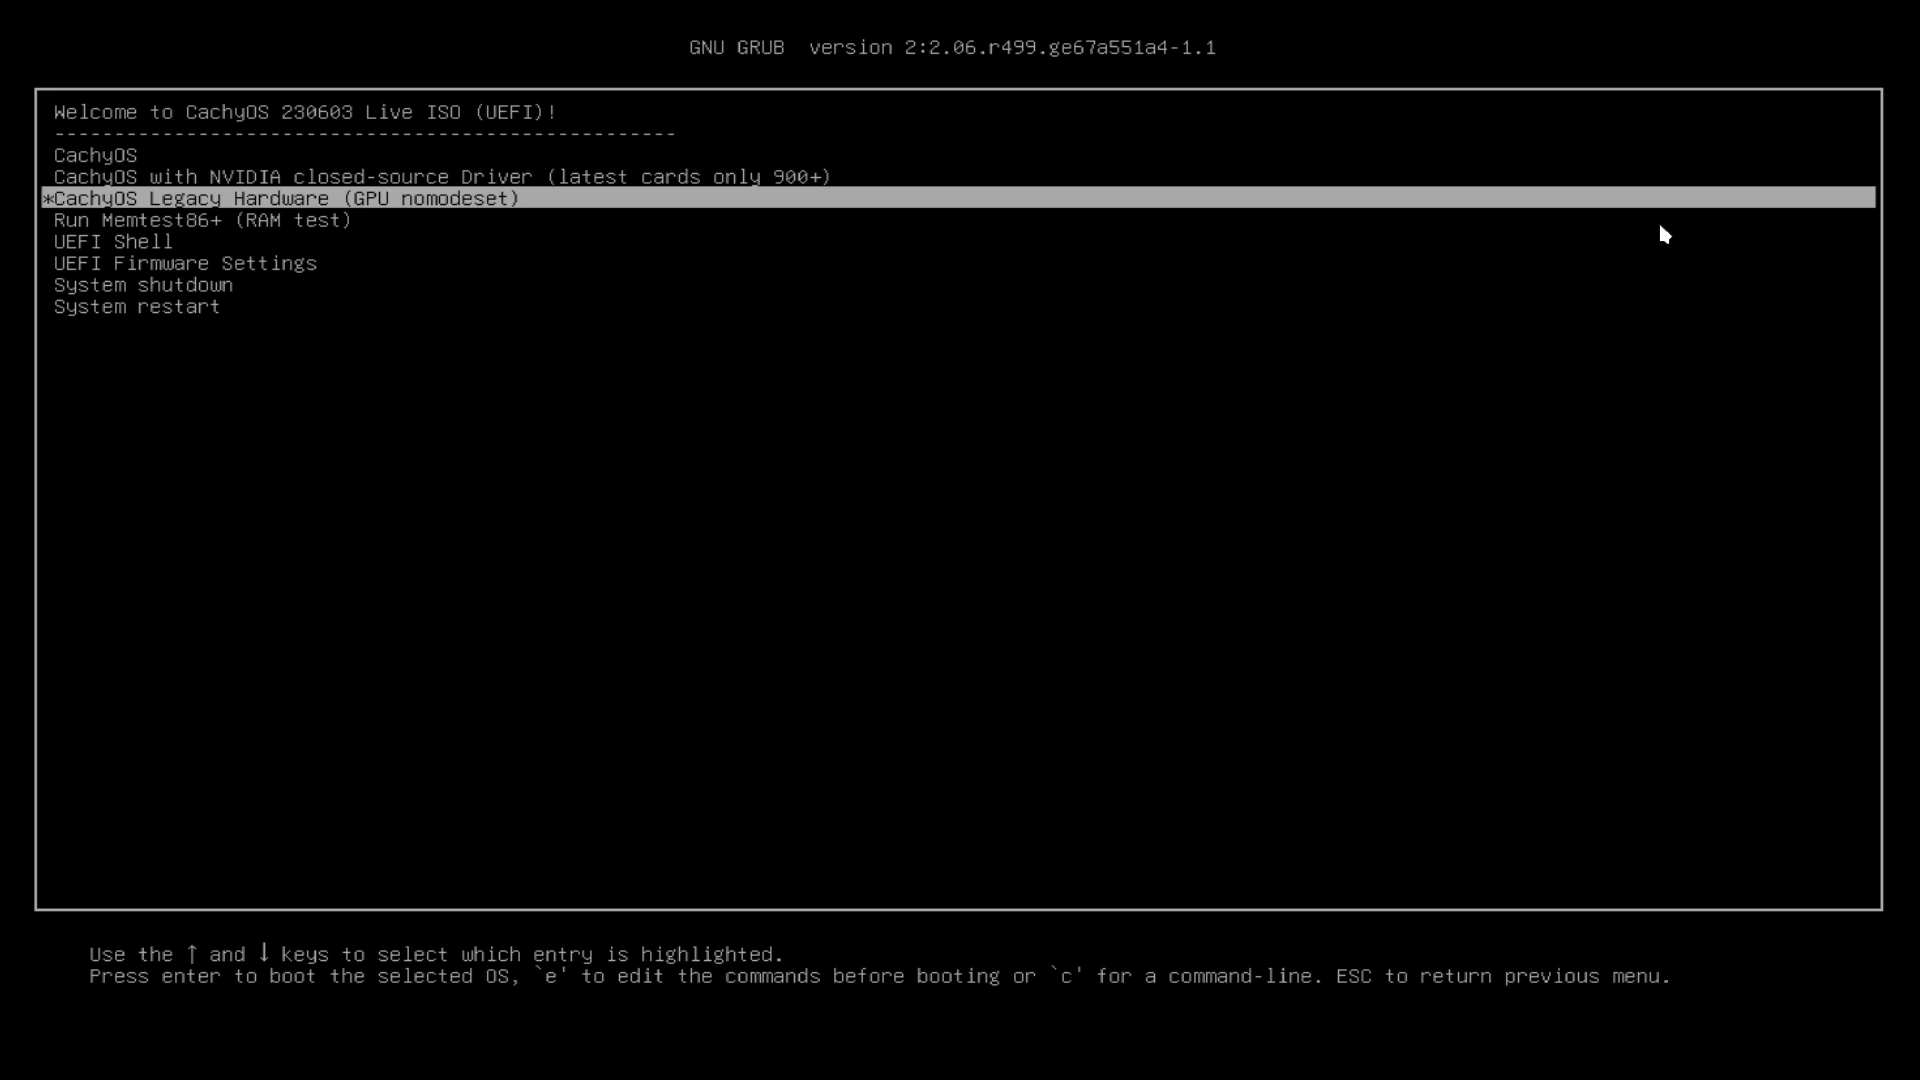 GNU GRUB  version 2:2.06.r499.ge67a551a4-1.1
Welcome to CachyOS 230603 Live ISO (UEFI)!
----------------------------------------------------
CachyOS
CachyOS with NVIDIA closed-source Driver (latest cards only 900+)
*CachyOS Legacy Hardware (GPU nomodeset)
Run Memtest86+ (RAM test)
UEFI Shell
UEFI Firmware Settings
System shutdown
System restart
Use the ↑ and ↓ keys to select which entry is highlighted.
Press enter to boot the selected OS, `e' to edit the commands before booting or `c' for a command-line. ESC to return previous menu.